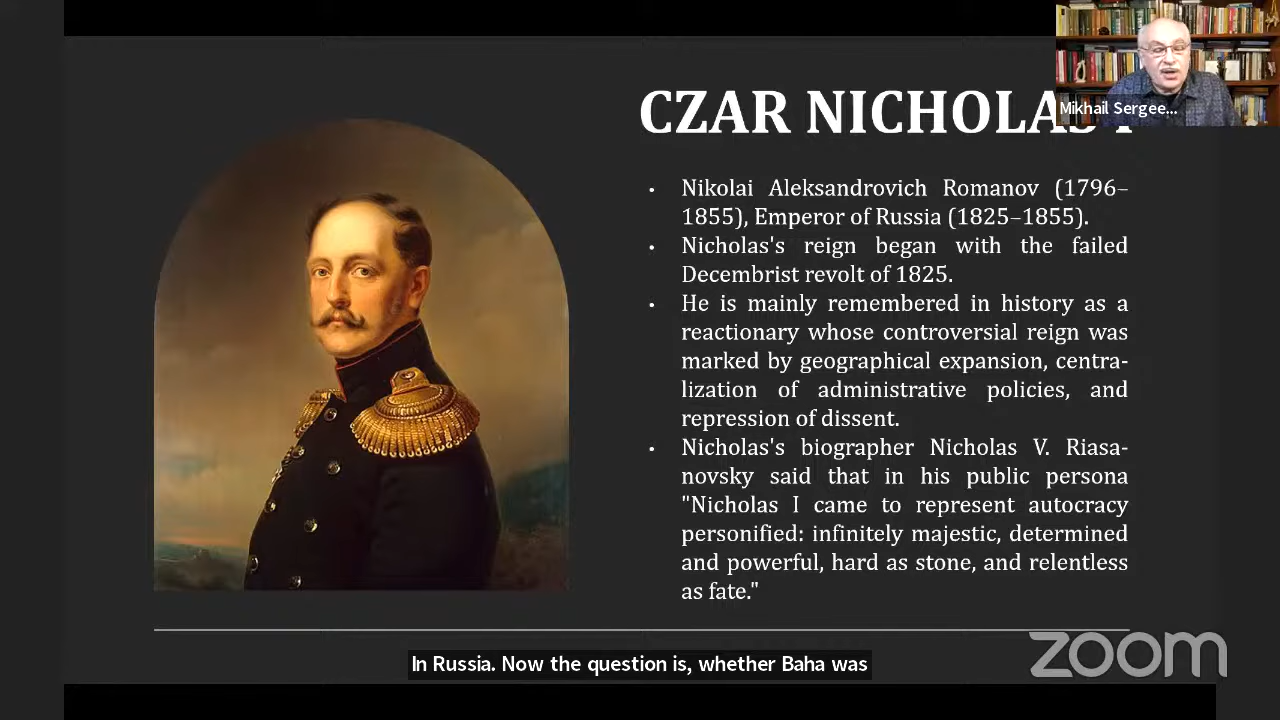 CZAR NICHOLAS I
Mikhail Sergee...
• Nikolai Aleksandrovich Romanov (1796–
1855), Emperor of Russia (1825–1855).
• Nicholas's reign began with the failed
Decembrist revolt of 1825.
• He is mainly remembered in history as a
reactionary whose controversial reign was
marked by geographical expansion, centra-
lization of administrative policies, and
repression of dissent.
• Nicholas's biographer Nicholas V. Riasa-
novsky said that in his public persona
"Nicholas I came to represent autocracy
personified: infinitely majestic, determined
and powerful, hard as stone, and relentless
as fate."
In Russia. Now the question is, whether Baha was
zoom